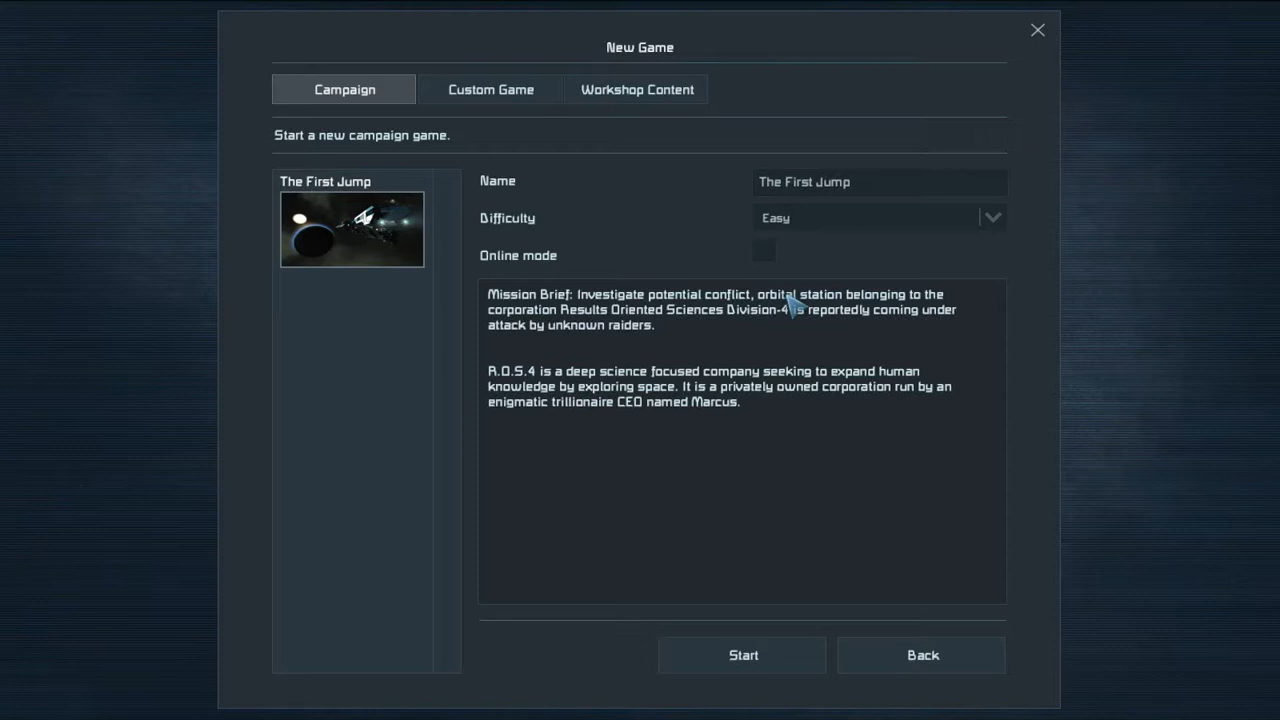 New Game
Campaign
Custom Game
Workshop Content
Start a new campaign game.
The First Jump
Name
The First Jump
Difficulty
Easy
Online mode
Mission Brief: Investigate potential conflict, orbital station belonging to the
corporation Results Oriented Sciences Division-4 is reportedly coming under
attack by unknown raiders.
R.O.S.4 is a deep science focused company seeking to expand human
knowledge by exploring space. It is a privately owned corporation run by an
enigmatic trillionaire CEO named Marcus.
Start
Back